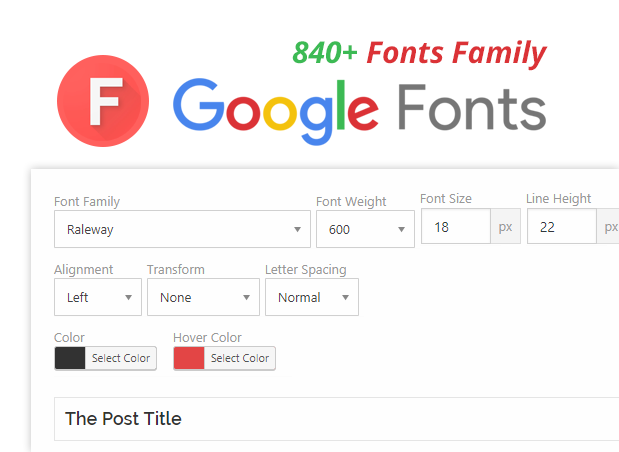 840+ Fonts Family
F
Google Fonts
Font Family
Font Weight
Font Size
Line Height
Raleway
600
18
px
22
px
Alignment
Transform
Letter Spacing
Left
None
Normal
Color
Hover Color
Select Color
Select Color
The Post Title